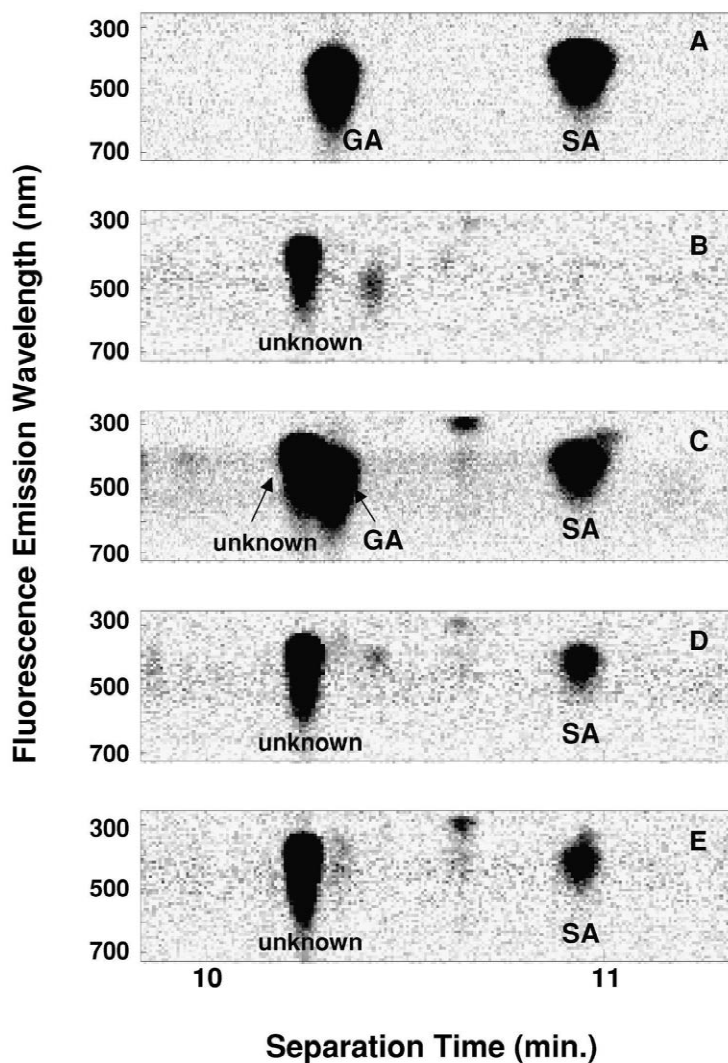 Fluorescence Emission Wavelength (nm)
300
500
700
A
GA
SA
300
500
700
B
unknown
300
500
700
C
unknown
GA
SA
300
500
700
D
unknown
SA
300
500
700
E
unknown
SA
10
11
Separation Time (min.)